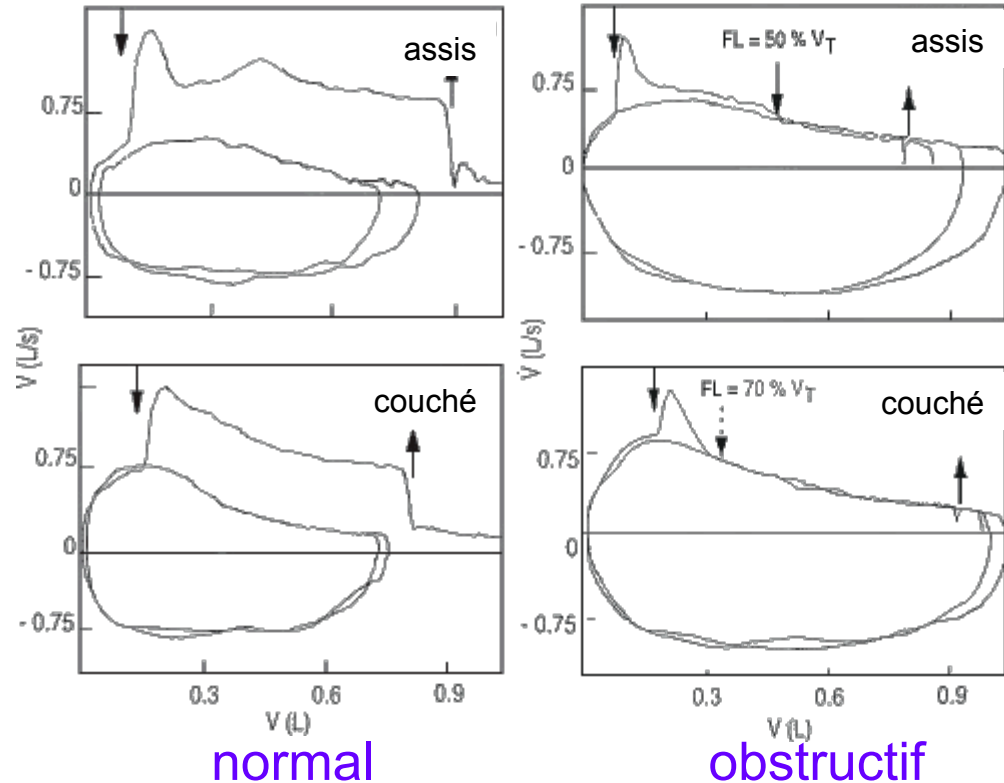 assis
0.75
0
- 0.75
V̇ (L/s)
FL = 50 % V_T
assis
0.75
0
- 0.75
V̇ (L/s)
couché
0.75
0
- 0.75
0.3
0.6
0.9
V (L)
normal
FL = 70 % V_T
couché
0.75
0
- 0.75
0.3
0.6
0.9
V (L)
obstructif